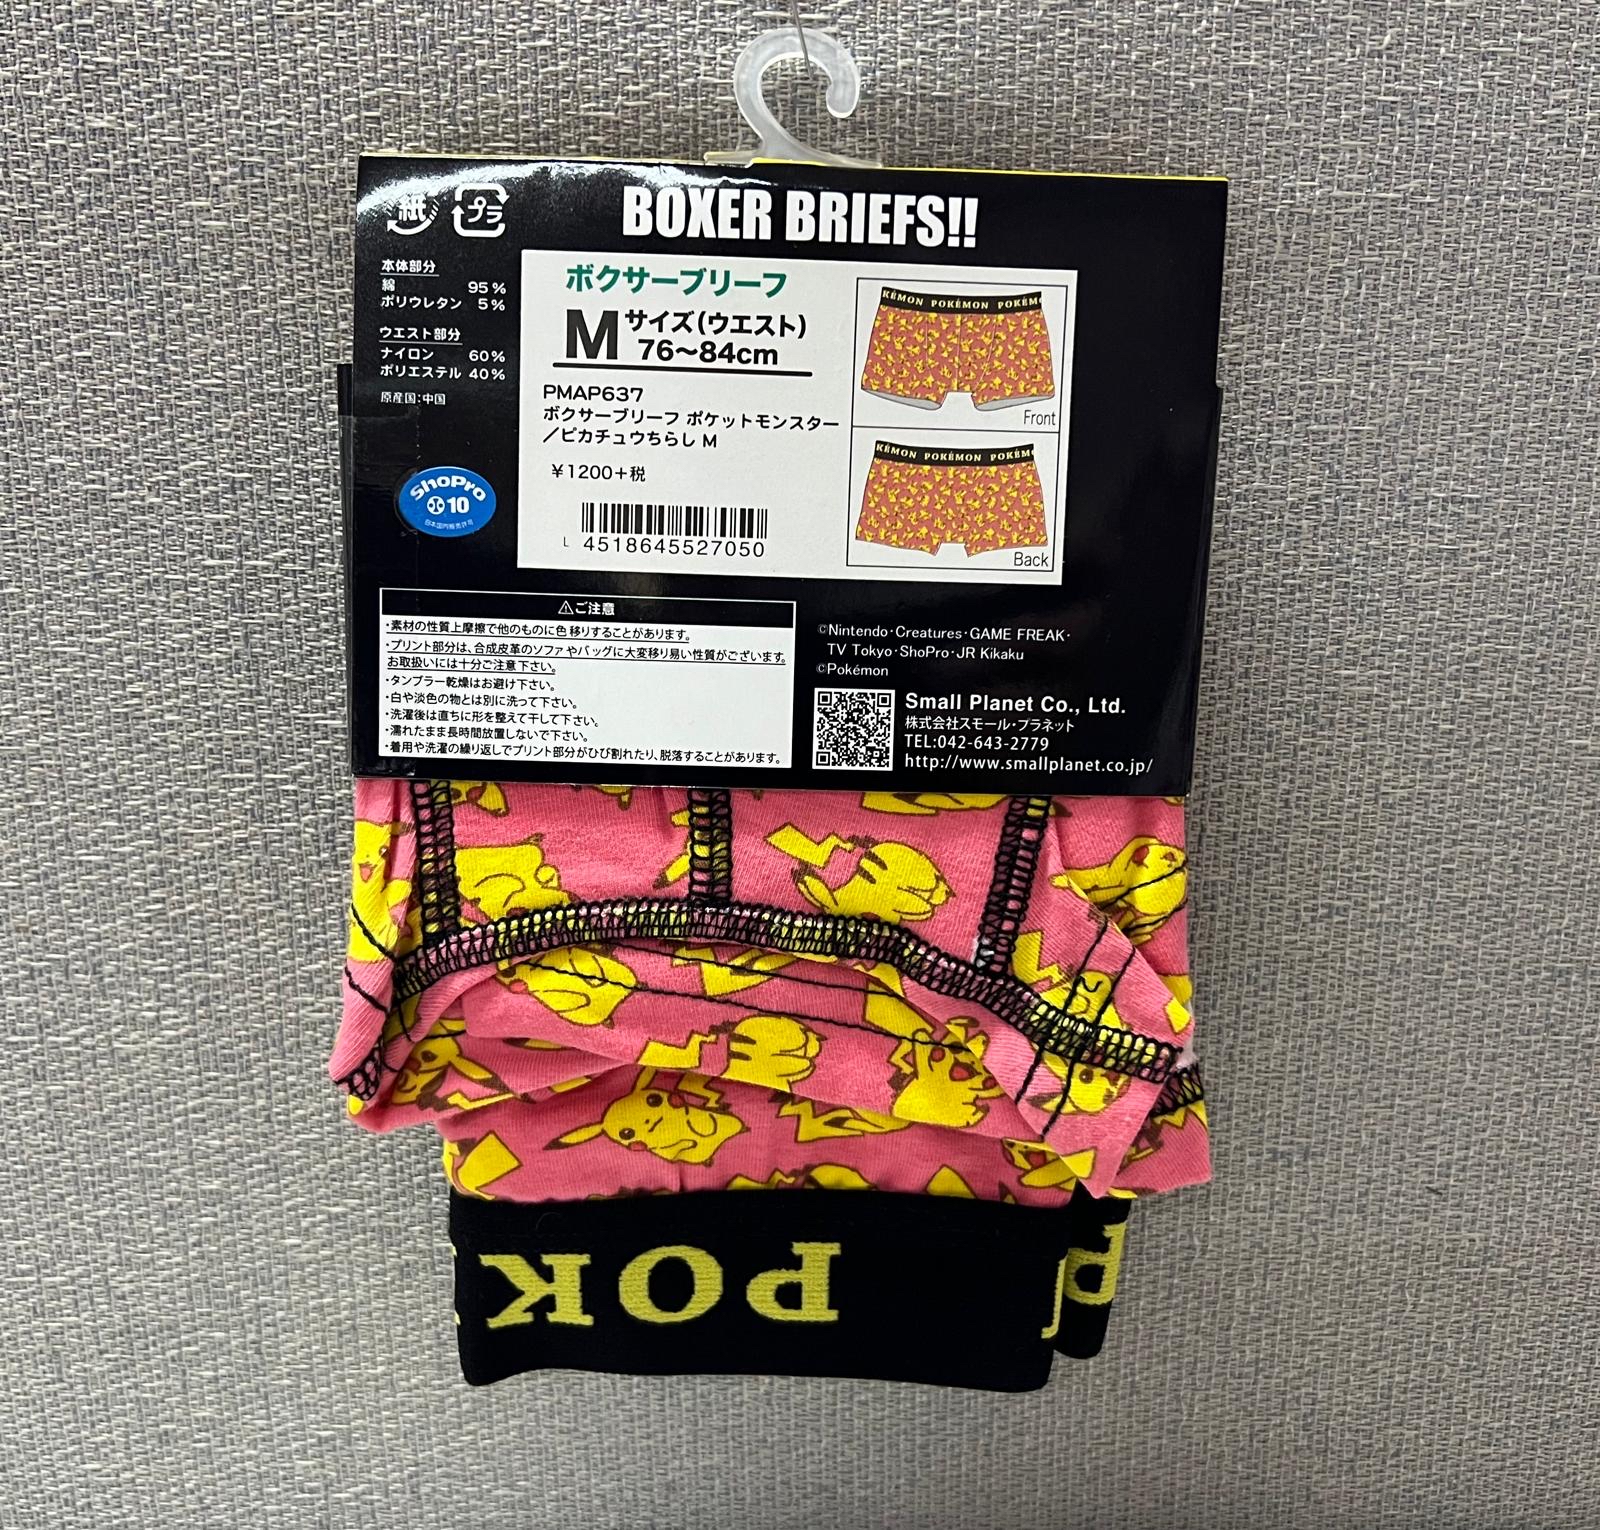 紙
プラ
BOXER BRIEFS!!
本体部分
綿 95%
ポリウレタン 5%
ウエスト部分
ナイロン 60%
ポリエステル 40%
原産国:中国
ShoPro
10
日本国内販売許可
ボクサーブリーフ
M サイズ(ウエスト)
76〜84cm
PMAP637
ボクサーブリーフ ポケットモンスター
/ピカチュウちらし M
¥1200+税
L 4518645527050
KÉMON POKÉMON POKÉM
Front
KÉMON POKÉMON POKÉM
Back
⚠ご注意
・素材の性質上摩擦で他のものに色移りすることがあります。
・プリント部分は、合成皮革のソファやバッグに大変移り易い性質がございます。
お取扱いには十分ご注意下さい。
・タンブラー乾燥はお避け下さい。
・白や淡色の物とは別に洗って下さい。
・洗濯後は直ちに形を整えて干して下さい。
・濡れたまま長時間放置しないで下さい。
・着用や洗濯の繰り返しでプリント部分がひび割れたり、脱落することがあります。
©Nintendo・Creatures・GAME FREAK・
TV Tokyo・ShoPro・JR Kikaku
©Pokémon
Small Planet Co., Ltd.
株式会社スモール・プラネット
TEL:042-643-2779
http://www.smallplanet.co.jp/
POK
P